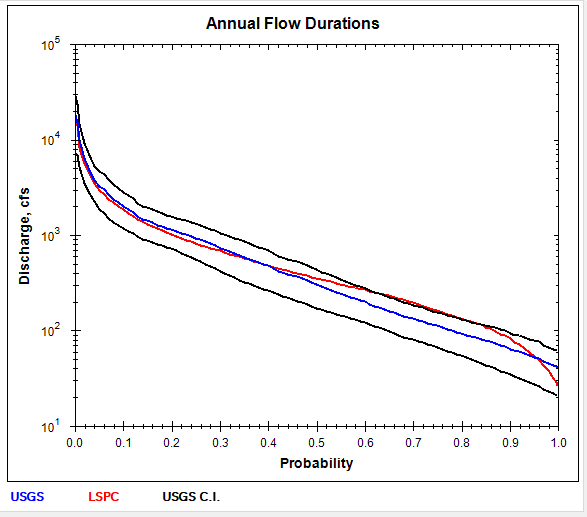 Annual Flow Durations
10^5
10^4
10^3
10^2
10^1
Discharge, cfs
0.0 0.1 0.2 0.3 0.4 0.5 0.6 0.7 0.8 0.9 1.0
Probability
USGS LSPC USGS C.I.